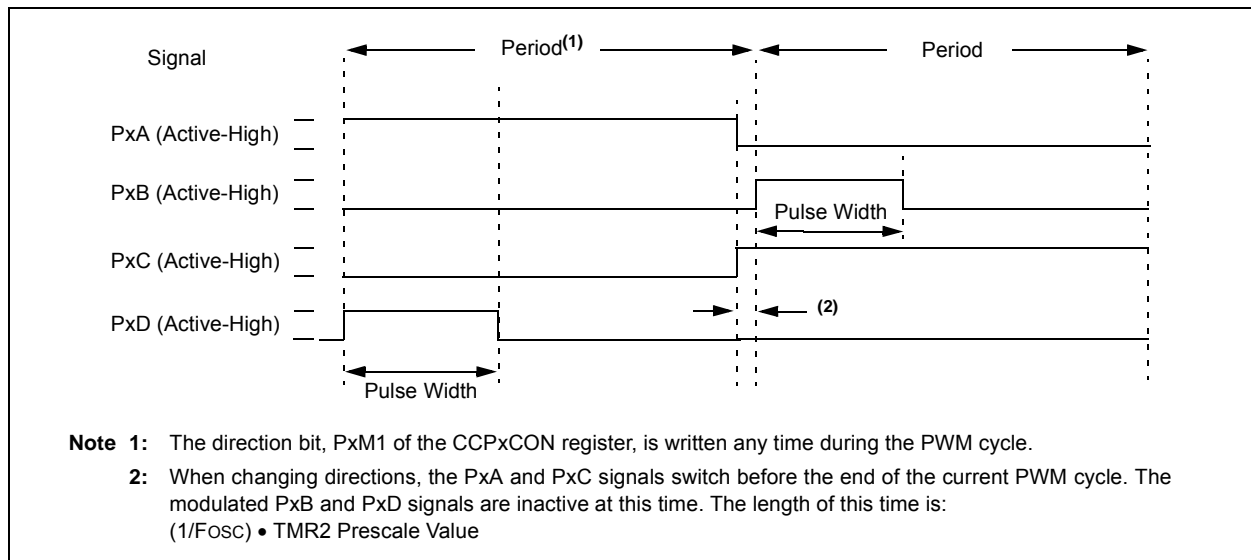 Signal
Period(1)
Period
PxA (Active-High)
PxB (Active-High)
Pulse Width
PxC (Active-High)
(2)
PxD (Active-High)
Pulse Width
Note 1: The direction bit, PxM1 of the CCPxCON register, is written any time during the PWM cycle.
2: When changing directions, the PxA and PxC signals switch before the end of the current PWM cycle. The
modulated PxB and PxD signals are inactive at this time. The length of this time is:
(1/FOSC) • TMR2 Prescale Value